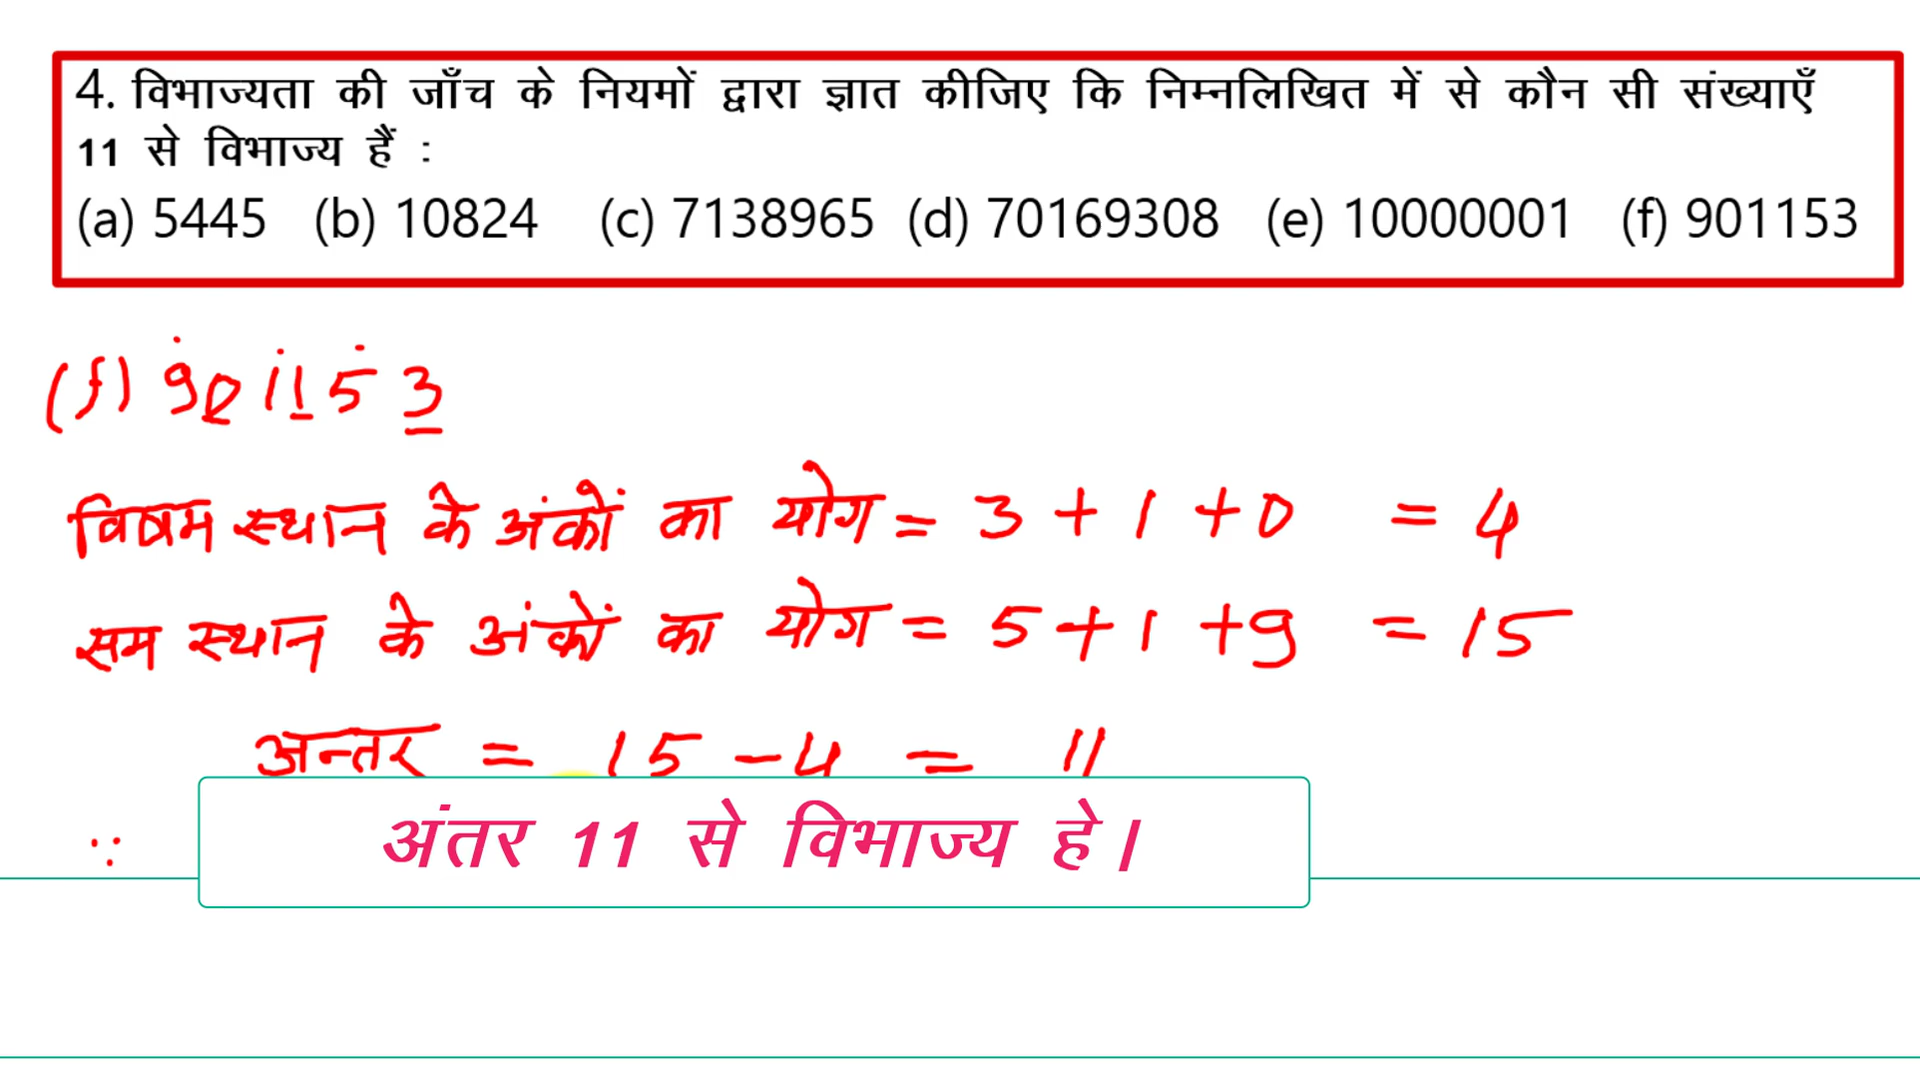 4. विभाज्यता की जाँच के नियमों द्वारा ज्ञात कीजिए कि निम्नलिखित में से कौन सी संख्याएँ
11 से विभाज्य हैं :
(a) 5445 (b) 10824 (c) 7138965 (d) 70169308 (e) 10000001 (f) 901153
(f) 901153
विषम स्थान के अंकों का योग = 3 + 1 + 0 = 4
सम स्थान के अंकों का योग = 5 + 1 + 9 = 15
अन्तर = 15 - 4 = 11
∵
अंतर 11 से विभाज्य हे।